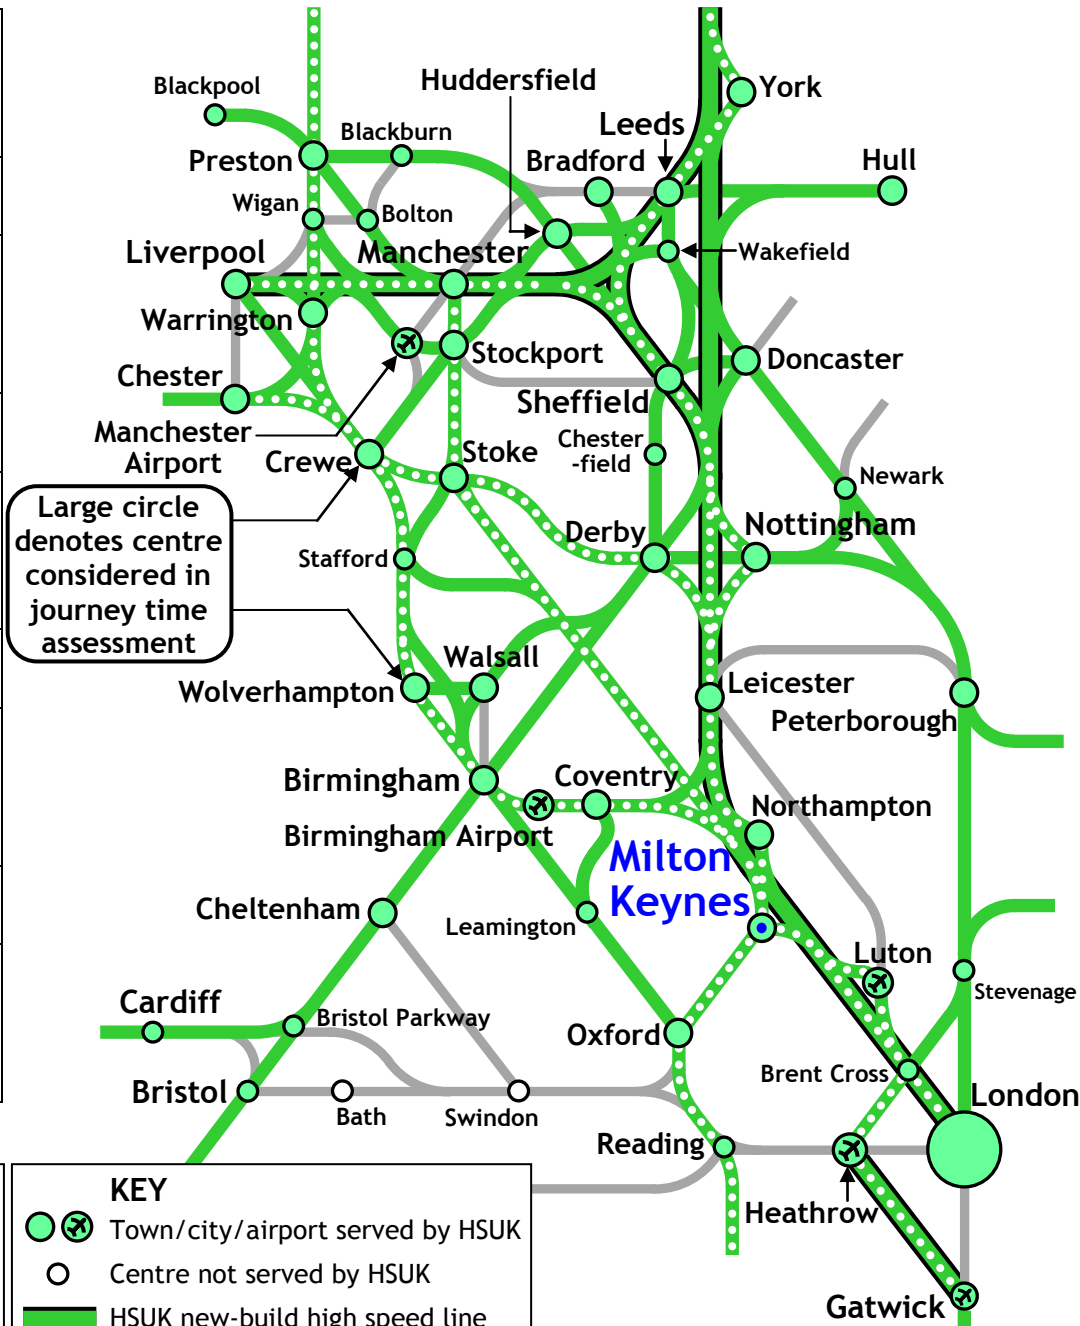 Huddersfield
York
Blackpool
Leeds
Blackburn
Bradford
Hull
Preston
Wigan
Bolton
Liverpool
Manchester
Wakefield
Warrington
Stockport
Doncaster
Chester
Sheffield
Manchester
Airport
Chester
-field
Crewe
Stoke
Newark
Large circle
denotes centre
considered in
journey time
assessment
Derby
Nottingham
Stafford
Walsall
Wolverhampton
Leicester
Peterborough
Birmingham
Coventry
Northampton
Birmingham Airport
Milton
Keynes
Cheltenham
Leamington
Luton
Cardiff
Bristol Parkway
Stevenage
Oxford
Brent Cross
Bristol
Bath
Swindon
London
Reading
Heathrow
Gatwick
KEY
Town/city/airport served by HSUK
Centre not served by HSUK
HSUK new-build high speed line